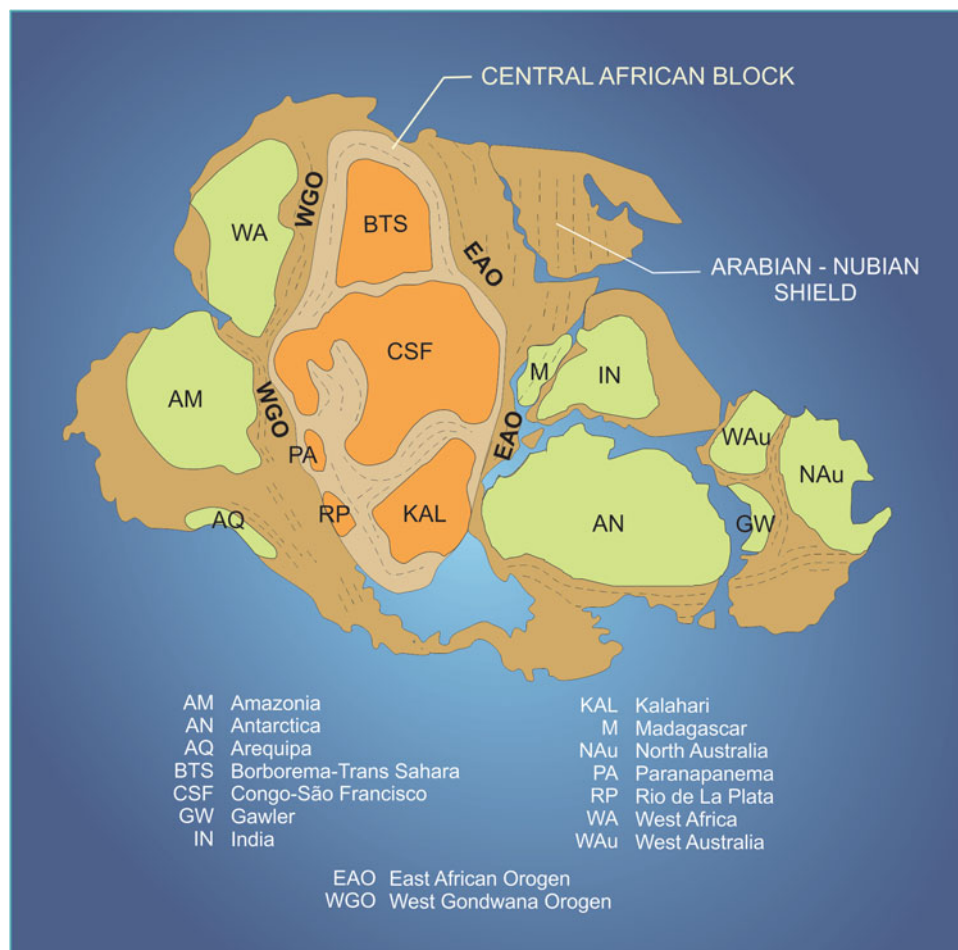 CENTRAL AFRICAN BLOCK
WGO
BTS
WA
EAO
ARABIAN - NUBIAN
SHIELD
CSF
M
IN
AM
WGO
EAO
WAu
PA
NAu
RP
KAL
AQ
AN
GW
AM Amazonia
AN Antarctica
AQ Arequipa
BTS Borborema-Trans Sahara
CSF Congo-São Francisco
GW Gawler
IN India
KAL Kalahari
M Madagascar
NAu North Australia
PA Paranapanema
RP Rio de La Plata
WA West Africa
WAu West Australia
EAO East African Orogen
WGO West Gondwana Orogen